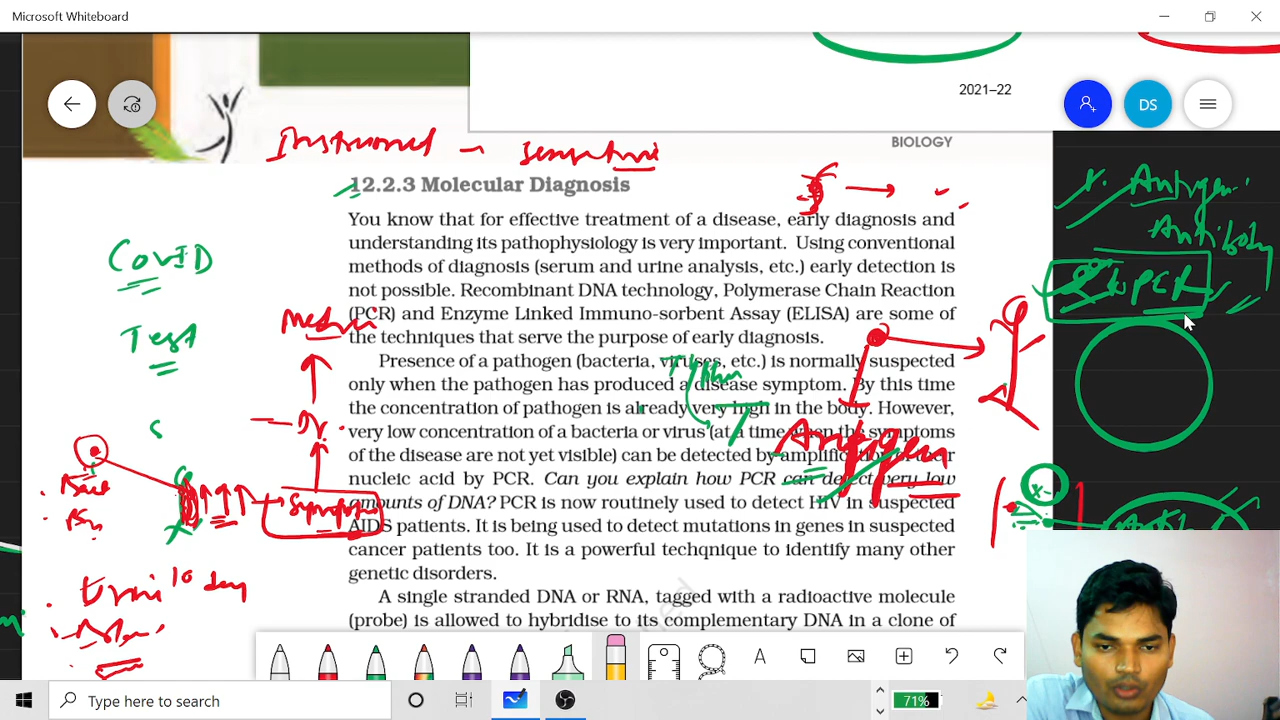 Microsoft Whiteboard
2021–22
DS
BIOLOGY
12.2.3 Molecular Diagnosis
You know that for effective treatment of a disease, early diagnosis and
understanding its pathophysiology is very important. Using conventional
methods of diagnosis (serum and urine analysis, etc.) early detection is
not possible. Recombinant DNA technology, Polymerase Chain Reaction
(PCR) and Enzyme Linked Immuno-sorbent Assay (ELISA) are some of
the techniques that serve the purpose of early diagnosis.
Presence of a pathogen (bacteria, viruses, etc.) is normally suspected
only when the pathogen has produced a disease symptom. By this time
the concentration of pathogen is already very high in the body. However,
very low concentration of a bacteria or virus (at a time when the symptoms
of the disease are not yet visible) can be detected by amplification of their
nucleic acid by PCR. Can you explain how PCR can detect very low
amounts of DNA? PCR is now routinely used to detect HIV in suspected
AIDS patients. It is being used to detect mutations in genes in suspected
cancer patients too. It is a powerful techqnique to identify many other
genetic disorders.
A single stranded DNA or RNA, tagged with a radioactive molecule
(probe) is allowed to hybridise to its complementary DNA in a clone of
CovID
Test
S
Dr.
Symptom
10 day
Antigen
Antigen
Antibody
PCR
Type here to search
71%